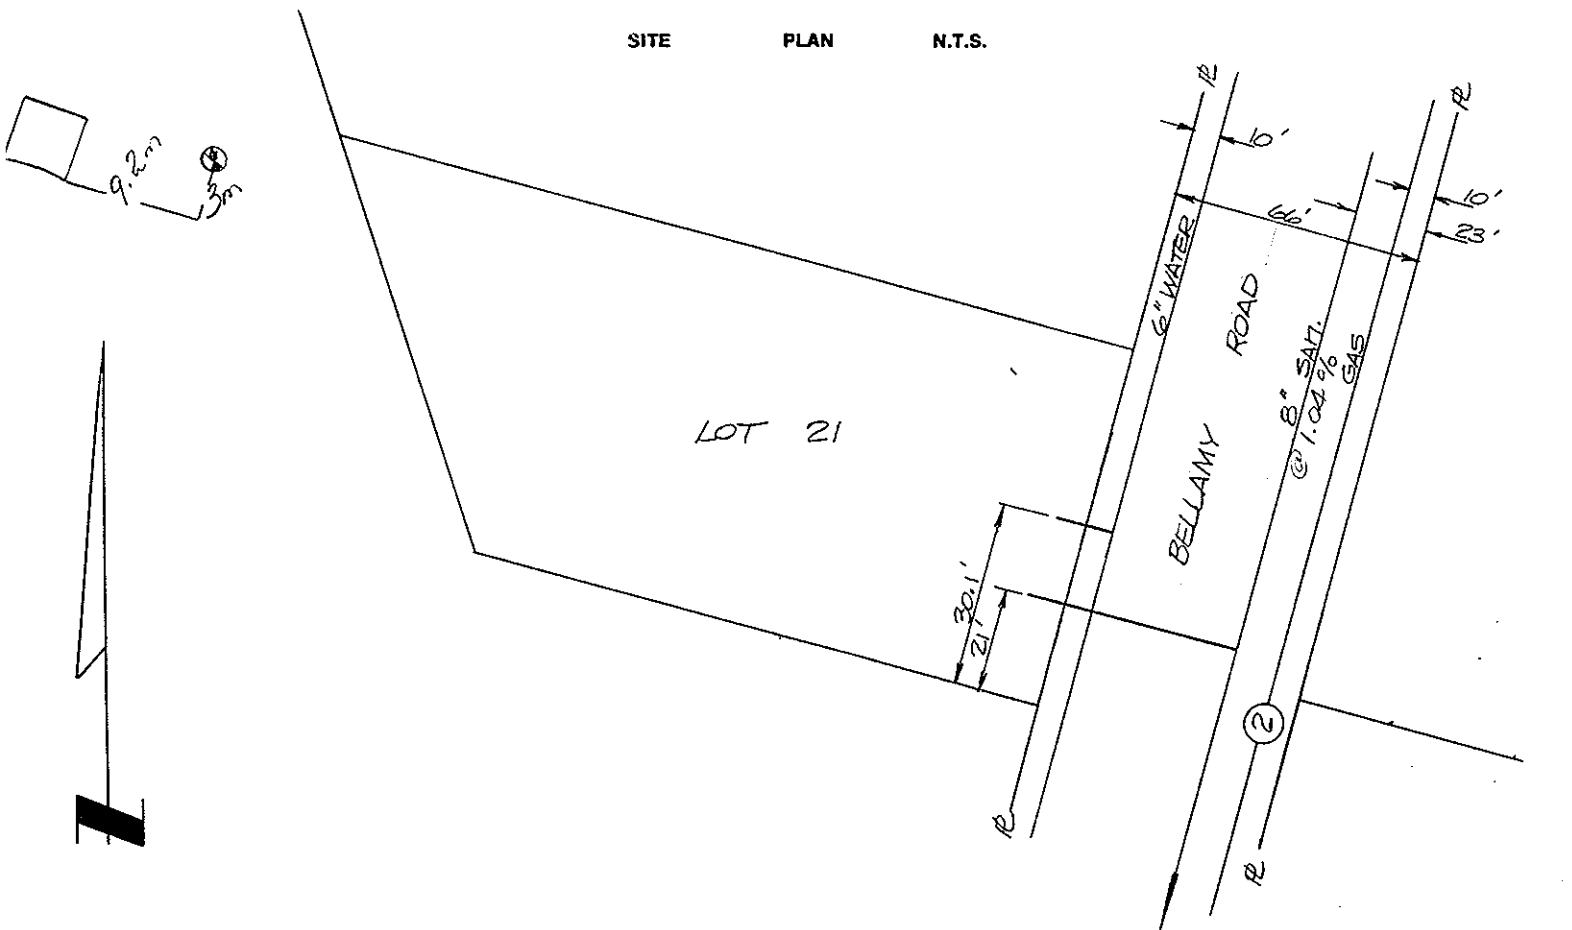 SITE PLAN N.T.S.
℄
℄
10'
9.2m
3m
66'
10'
23'
6" WATER
BELLAMY ROAD
8" SAN.
@ 1.04%
GAS
LOT 21
30.1'
21'
2
℄
℄
N